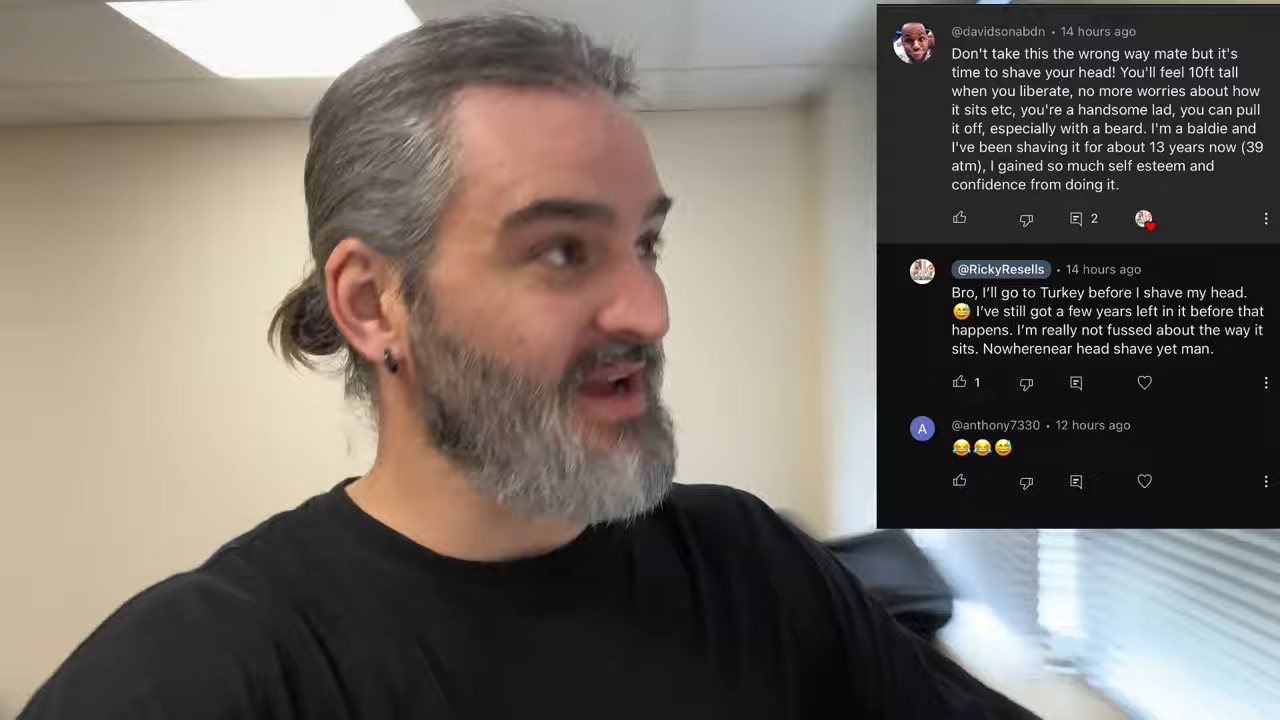 @davidsonabdn • 14 hours ago
Don't take this the wrong way mate but it's
time to shave your head! You'll feel 10ft tall
when you liberate, no more worries about how
it sits etc, you're a handsome lad, you can pull
it off, especially with a beard. I'm a baldie and
I've been shaving it for about 13 years now (39
atm), I gained so much self esteem and
confidence from doing it.
2
@RickyResells • 14 hours ago
Bro, I'll go to Turkey before I shave my head.
😅 I've still got a few years left in it before that
happens. I'm really not fussed about the way it
sits. Nowherenear head shave yet man.
1
A
@anthony7330 • 12 hours ago
😂😂😅